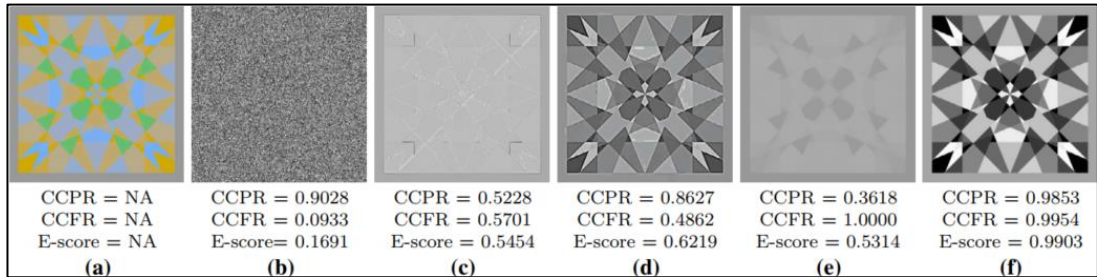 CCPR = NA
CCFR = NA
E-score = NA
(a)
CCPR = 0.9028
CCFR = 0.0933
E-score= 0.1691
(b)
CCPR = 0.5228
CCFR = 0.5701
E-score = 0.5454
(c)
CCPR = 0.8627
CCFR = 0.4862
E-score = 0.6219
(d)
CCPR = 0.3618
CCFR = 1.0000
E-score = 0.5314
(e)
CCPR = 0.9853
CCFR = 0.9954
E-score = 0.9903
(f)